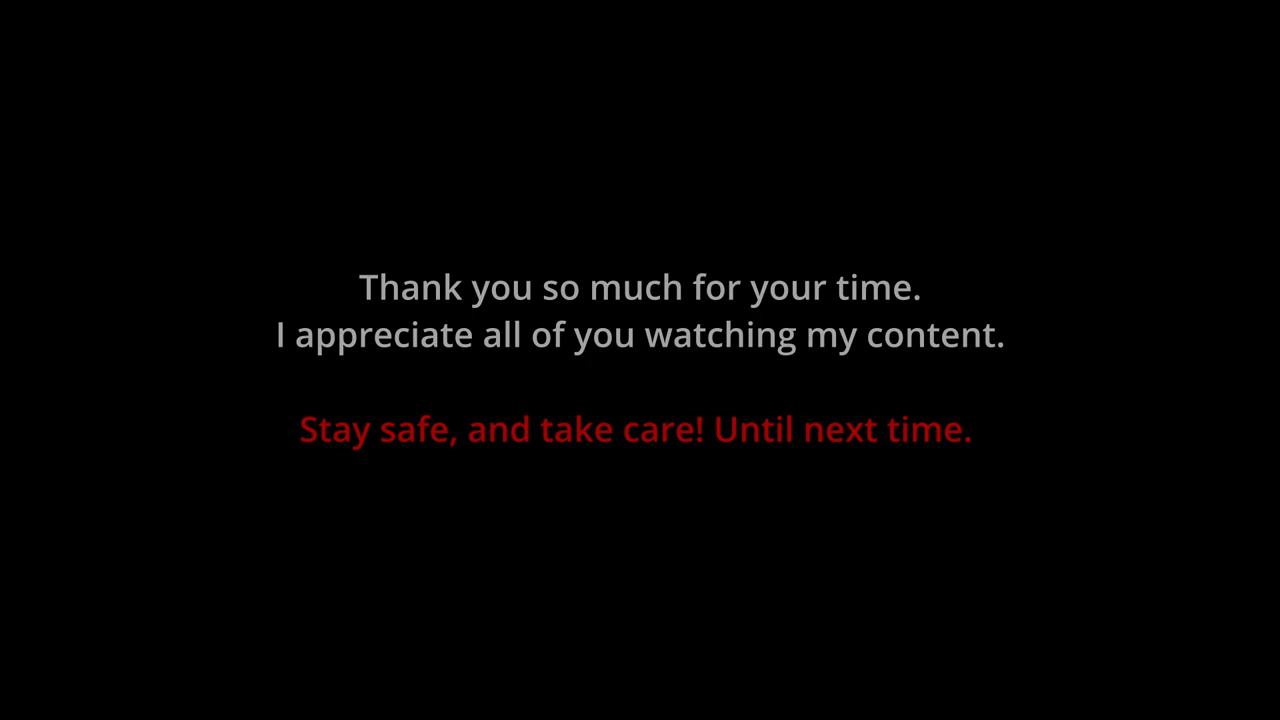 Thank you so much for your time.
I appreciate all of you watching my content.
Stay safe, and take care! Until next time.